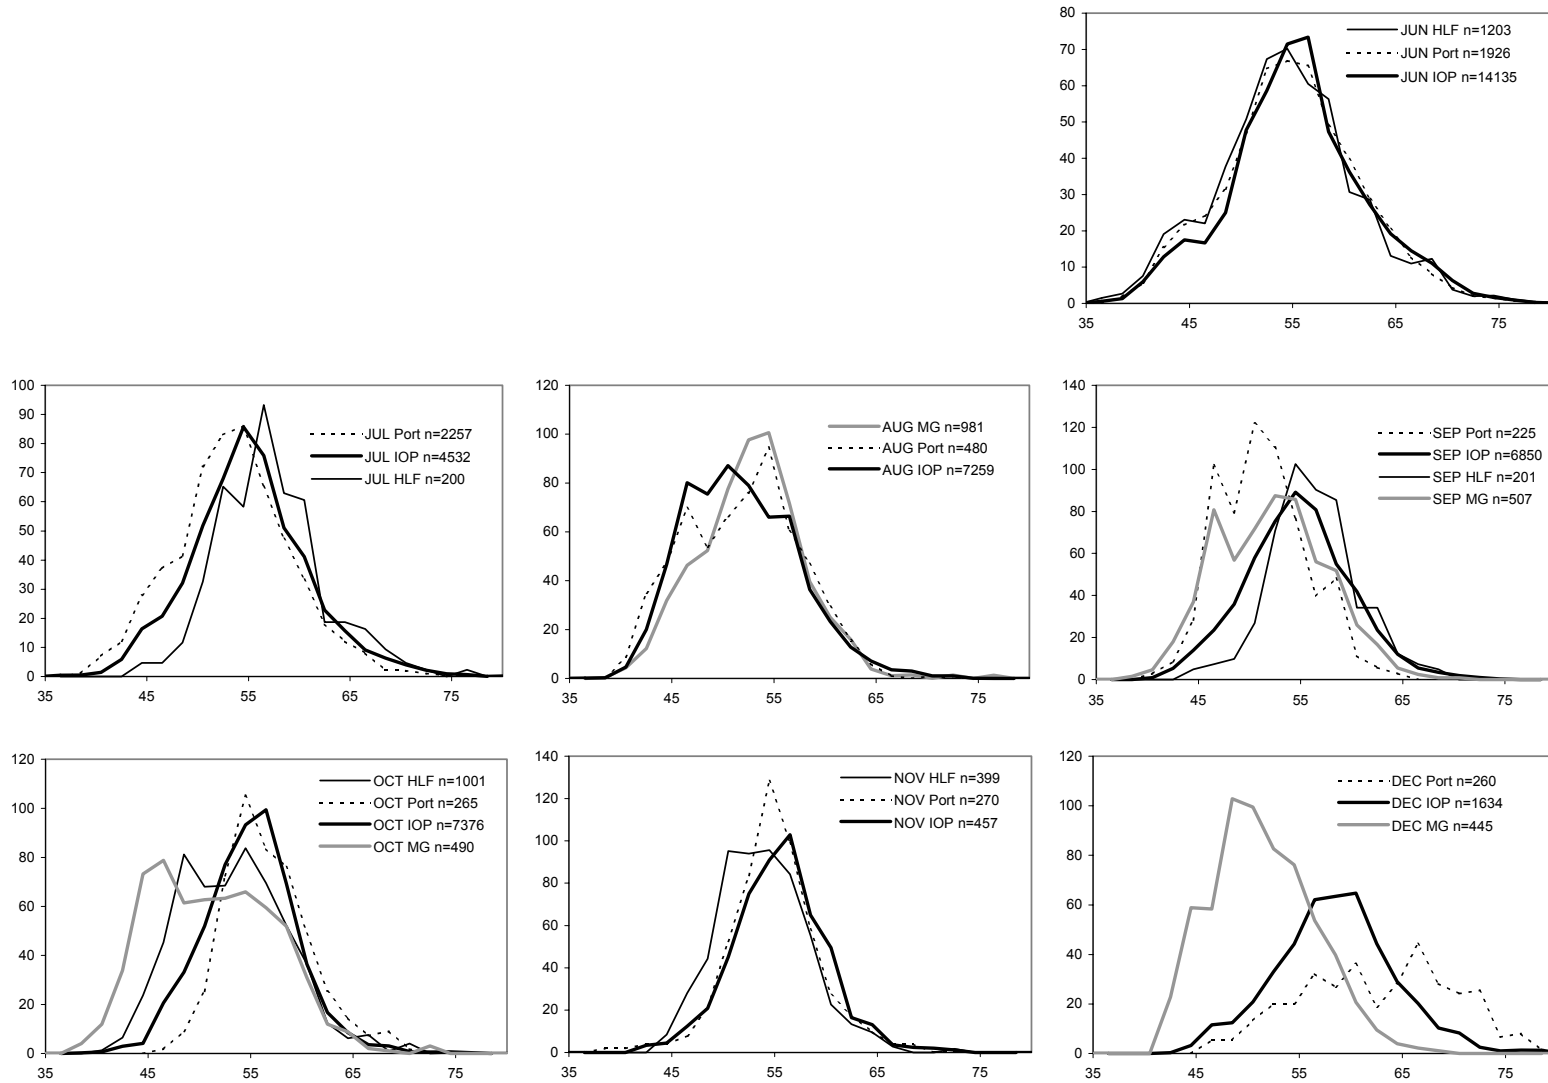 80
70
60
50
40
30
20
10
0
35 45 55 65 75
JUN HLF n=1203
JUN Port n=1926
JUN IOP n=14135
100
90
80
70
60
50
40
30
20
10
0
35 45 55 65 75
JUL Port n=2257
JUL IOP n=4532
JUL HLF n=200
120
100
80
60
40
20
0
35 45 55 65 75
AUG MG n=981
AUG Port n=480
AUG IOP n=7259
140
120
100
80
60
40
20
0
35 45 55 65 75
SEP Port n=225
SEP IOP n=6850
SEP HLF n=201
SEP MG n=507
120
100
80
60
40
20
0
35 45 55 65 75
OCT HLF n=1001
OCT Port n=265
OCT IOP n=7376
OCT MG n=490
140
120
100
80
60
40
20
0
35 45 55 65 75
NOV HLF n=399
NOV Port n=270
NOV IOP n=457
120
100
80
60
40
20
0
35 45 55 65 75
DEC Port n=260
DEC IOP n=1634
DEC MG n=445